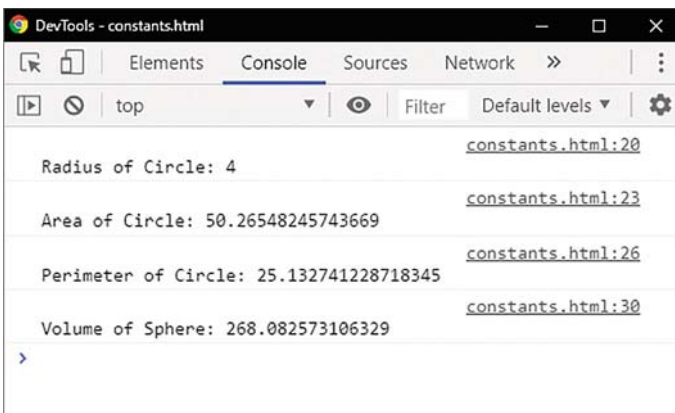 DevTools - constants.html
Elements Console Sources Network »
top Filter Default levels
constants.html:20
Radius of Circle: 4
constants.html:23
Area of Circle: 50.26548245743669
constants.html:26
Perimeter of Circle: 25.132741228718345
constants.html:30
Volume of Sphere: 268.082573106329
>